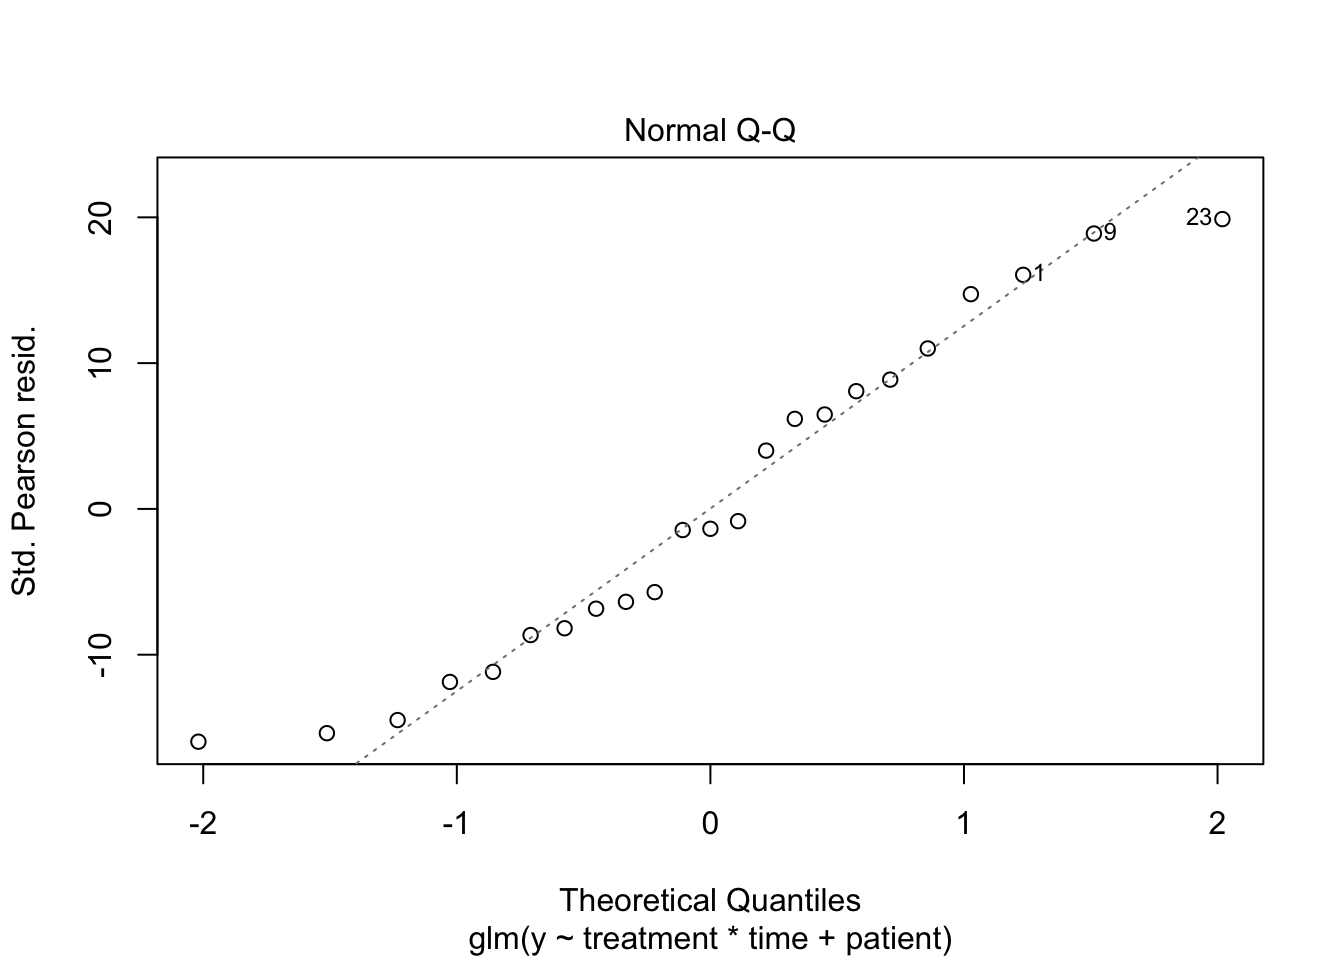 Normal Q-Q
Std. Pearson resid.
20
10
0
-10
23
9
1
-2 -1 0 1 2
Theoretical Quantiles
glm(y ~ treatment * time + patient)